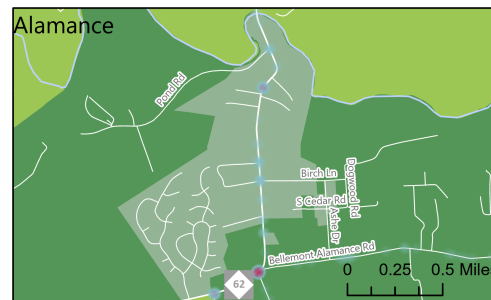 Alamance
Pond Rd
Birch Ln
Dogwood Rd
S Cedar Rd
Ashe Dr
Bellemont Alamance Rd
62
0 0.25 0.5 Mile